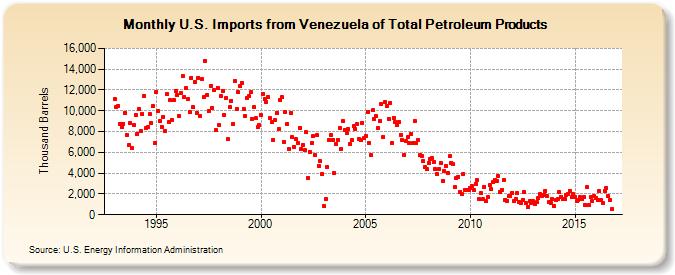 Monthly U.S. Imports from Venezuela of Total Petroleum Products
Thousand Barrels
16,000
14,000
12,000
10,000
8,000
6,000
4,000
2,000
0
1995 2000 2005 2010 2015
Source: U.S. Energy Information Administration